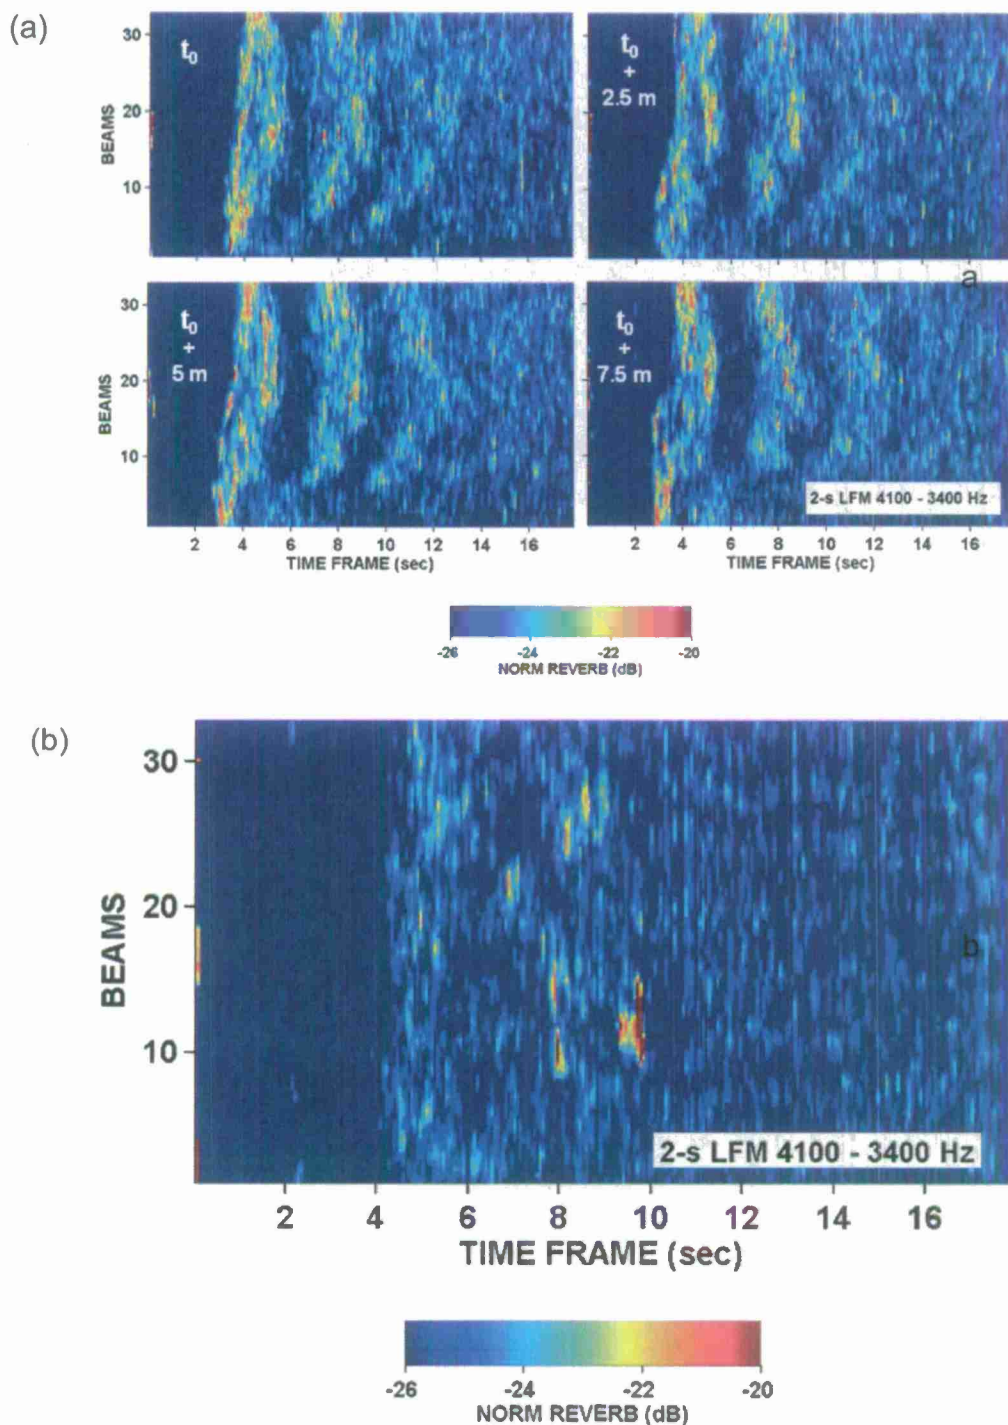 (a)
t0
t0
+
2.5 m
30
20
10
BEAMS
a
t0
+
5 m
t0
+
7.5 m
30
20
10
BEAMS
2-s LFM 4100 - 3400 Hz
2 4 6 8 10 12 14 16
2 4 6 8 10 12 14 16
TIME FRAME (sec)
TIME FRAME (sec)
-26 -24 -22 -20
NORM REVERB (dB)
(b)
30
20
10
BEAMS
b
2-s LFM 4100 - 3400 Hz
2 4 6 8 10 12 14 16
TIME FRAME (sec)
-26 -24 -22 -20
NORM REVERB (dB)